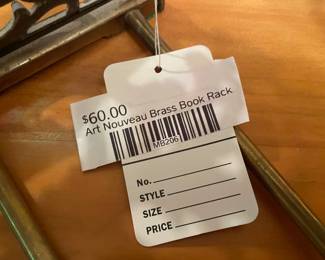 $60.00
Art Nouveau Brass Book Rack
MB206
No.
STYLE
SIZE
PRICE